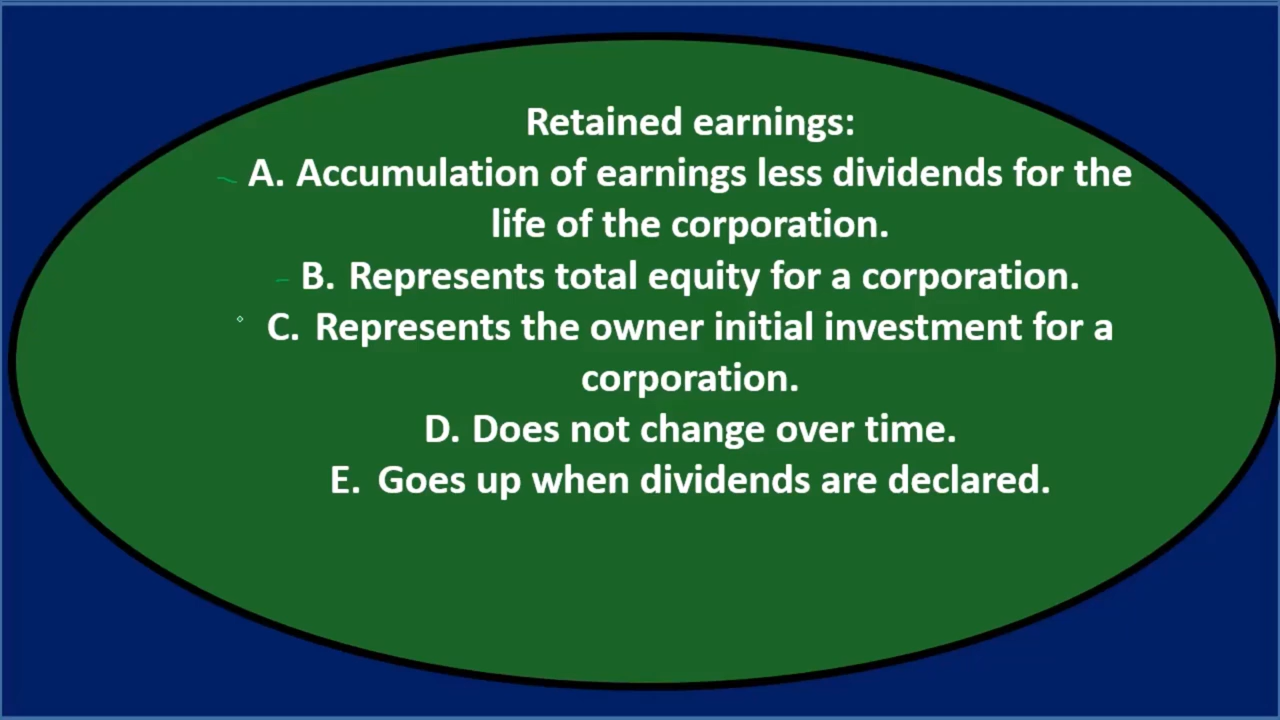 Retained earnings:
A. Accumulation of earnings less dividends for the
life of the corporation.
B. Represents total equity for a corporation.
C. Represents the owner initial investment for a
corporation.
D. Does not change over time.
E. Goes up when dividends are declared.